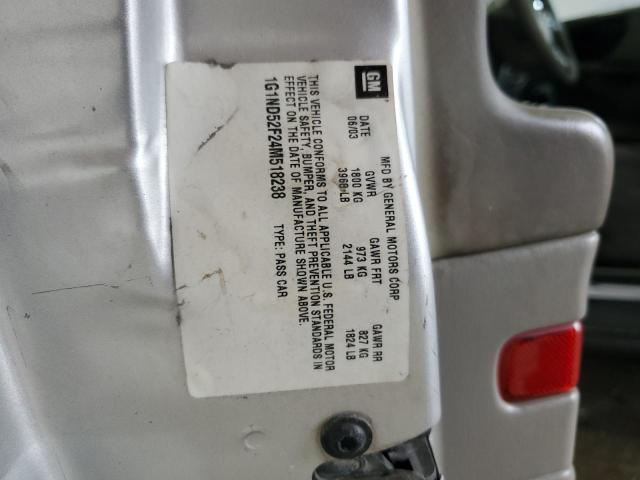 GM
MFD BY GENERAL MOTORS CORP
DATE GVWR GAWR FRT GAWR RR
06/03 1800 KG 973 KG 827 KG
3968 LB 2144 LB 1824 LB
THIS VEHICLE CONFORMS TO ALL APPLICABLE U.S. FEDERAL MOTOR
VEHICLE SAFETY, BUMPER, AND THEFT PREVENTION STANDARDS IN
EFFECT ON THE DATE OF MANUFACTURE SHOWN ABOVE.
1G1ND52F24M518238 TYPE: PASS CAR